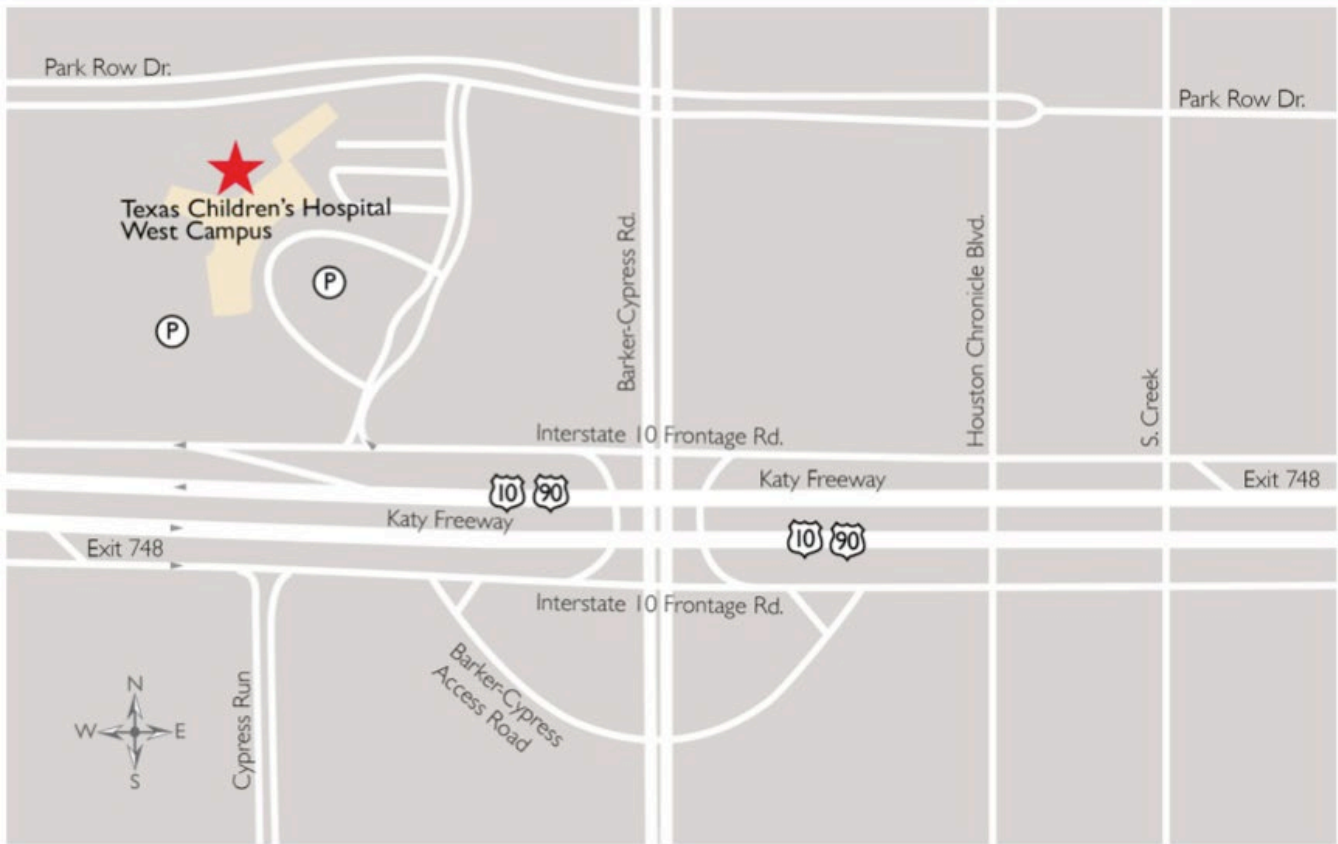 Park Row Dr.
Park Row Dr.
Texas Children's Hospital
West Campus
P
P
Barker-Cypress Rd.
Houston Chronicle Blvd.
S. Creek
Interstate 10 Frontage Rd.
Katy Freeway
Exit 748
10 90
Katy Freeway
10 90
Exit 748
Interstate 10 Frontage Rd.
Barker-Cypress
Access Road
Cypress Run
N
W E
S